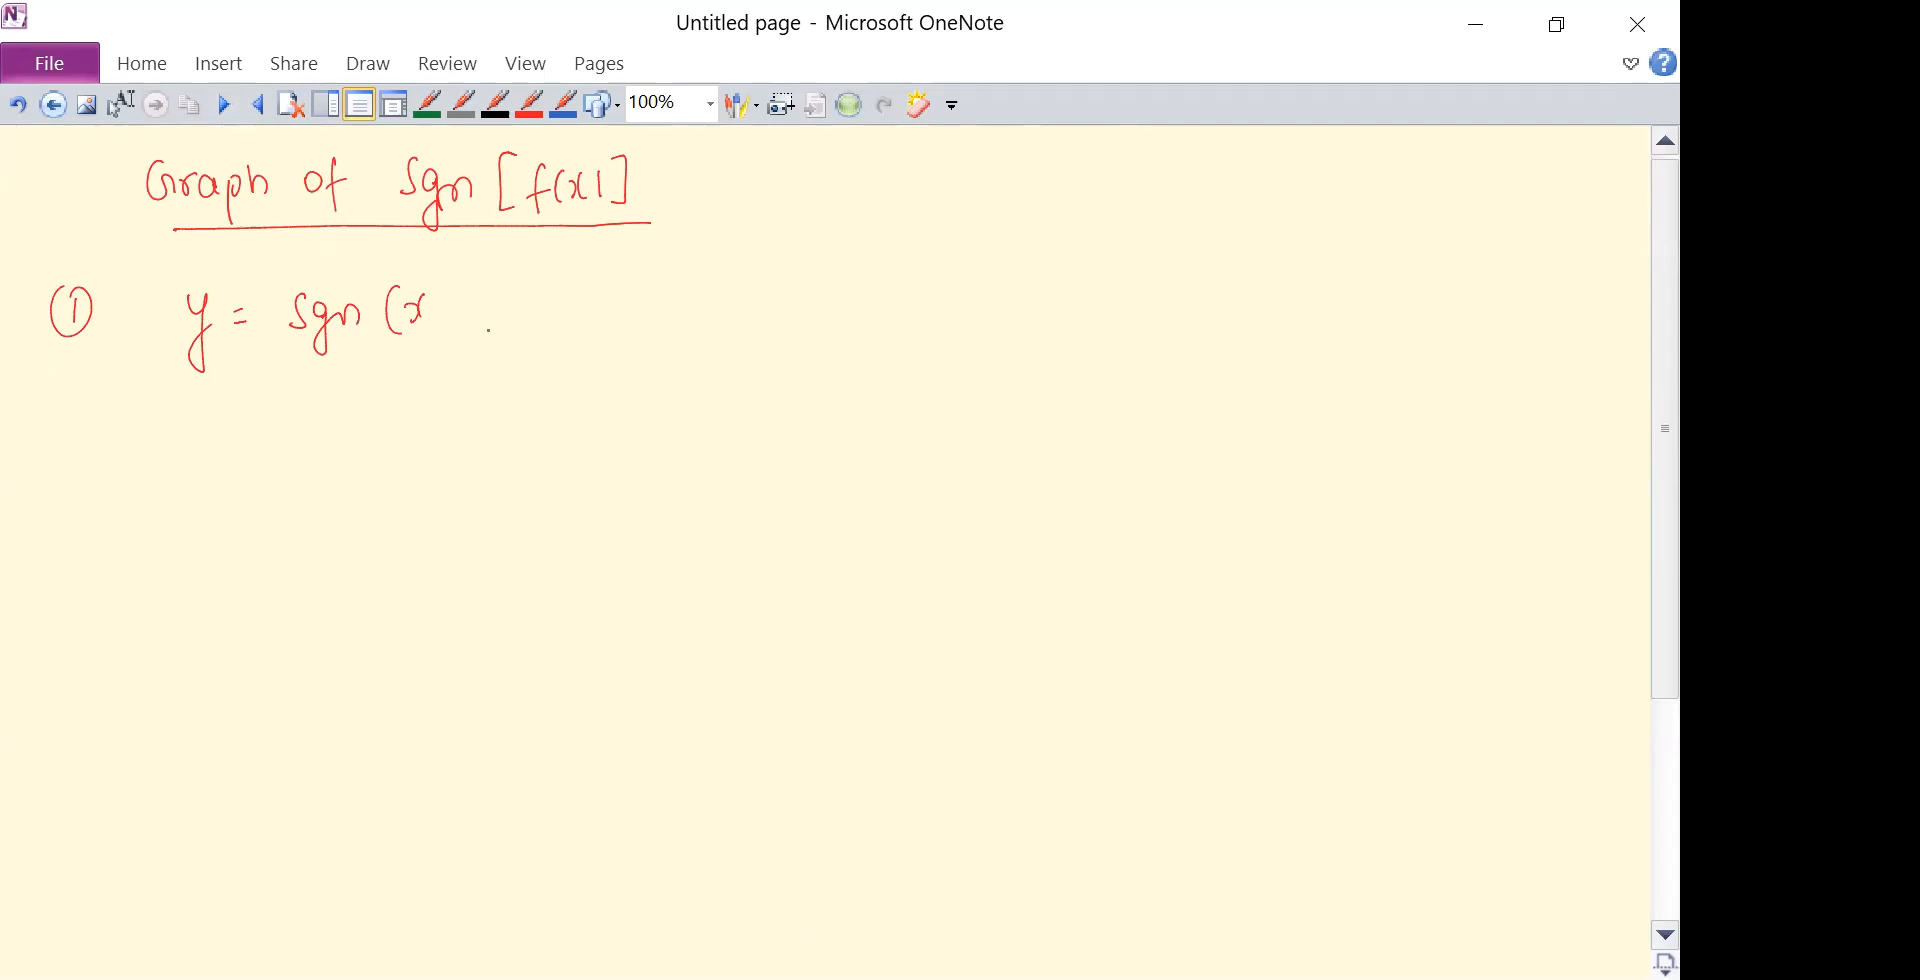 Untitled page - Microsoft OneNote
File Home Insert Share Draw Review View Pages
100%
Graph of Sgn [f(x)]
① y = Sgn (x